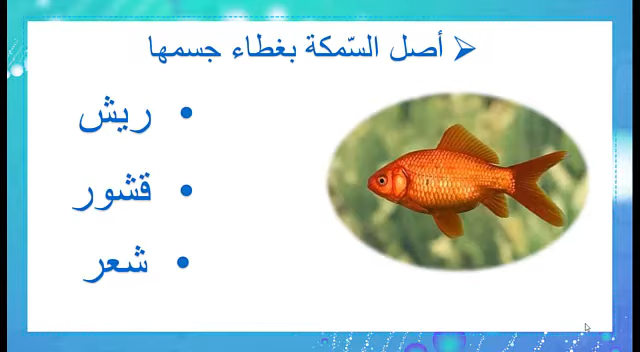 ➢ أصل السّمكة بغطاء جسمها
• ريش
• قشور
• شعر